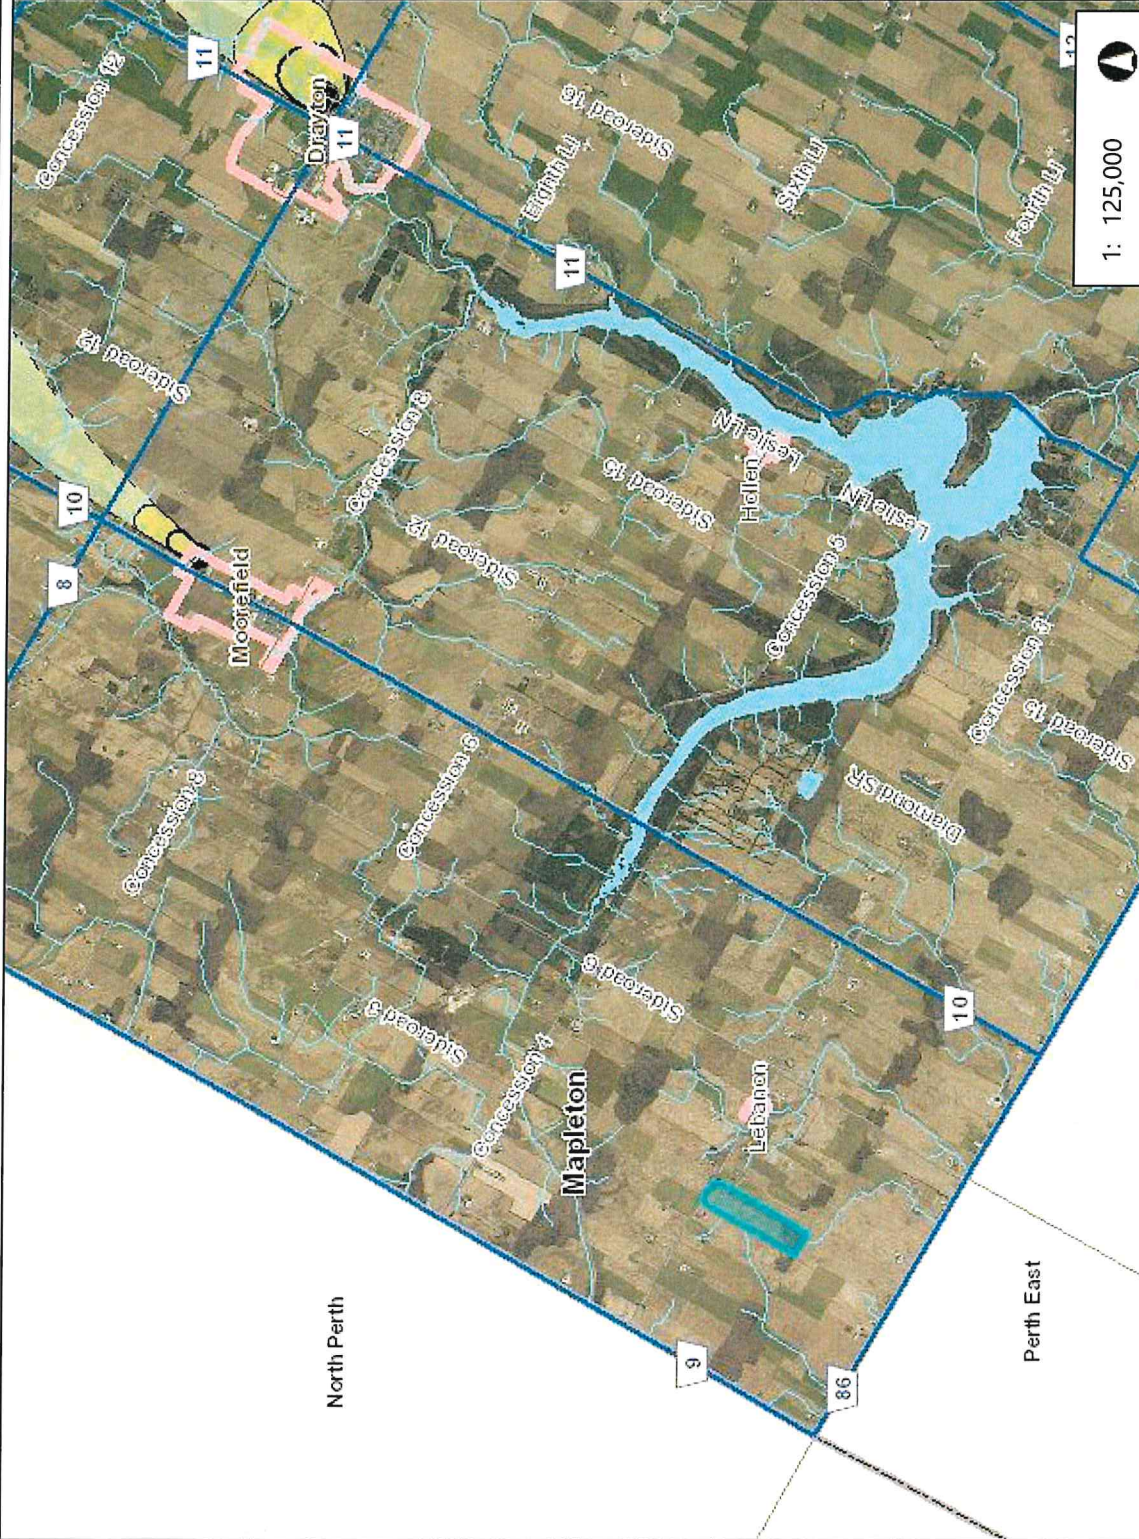 8
10
Concession 12
Sideroad 12
Concession 8
11
Moorefield
Drayton
North Perth
11
Concession 8
Sideroad 3
Concession 6
Sideroad 12
Concession 4
Eighth LI
11
Mapleton
Sideroad 16
Sideroad 6
Sideroad 15
9
Hollen
Leslie LN
Lebanon
Sixth LI
Concession 5
86
Leslie LN
Diamond SR
10
Concession 3
Perth East
Fourth LI
Sideroad
1: 125,000